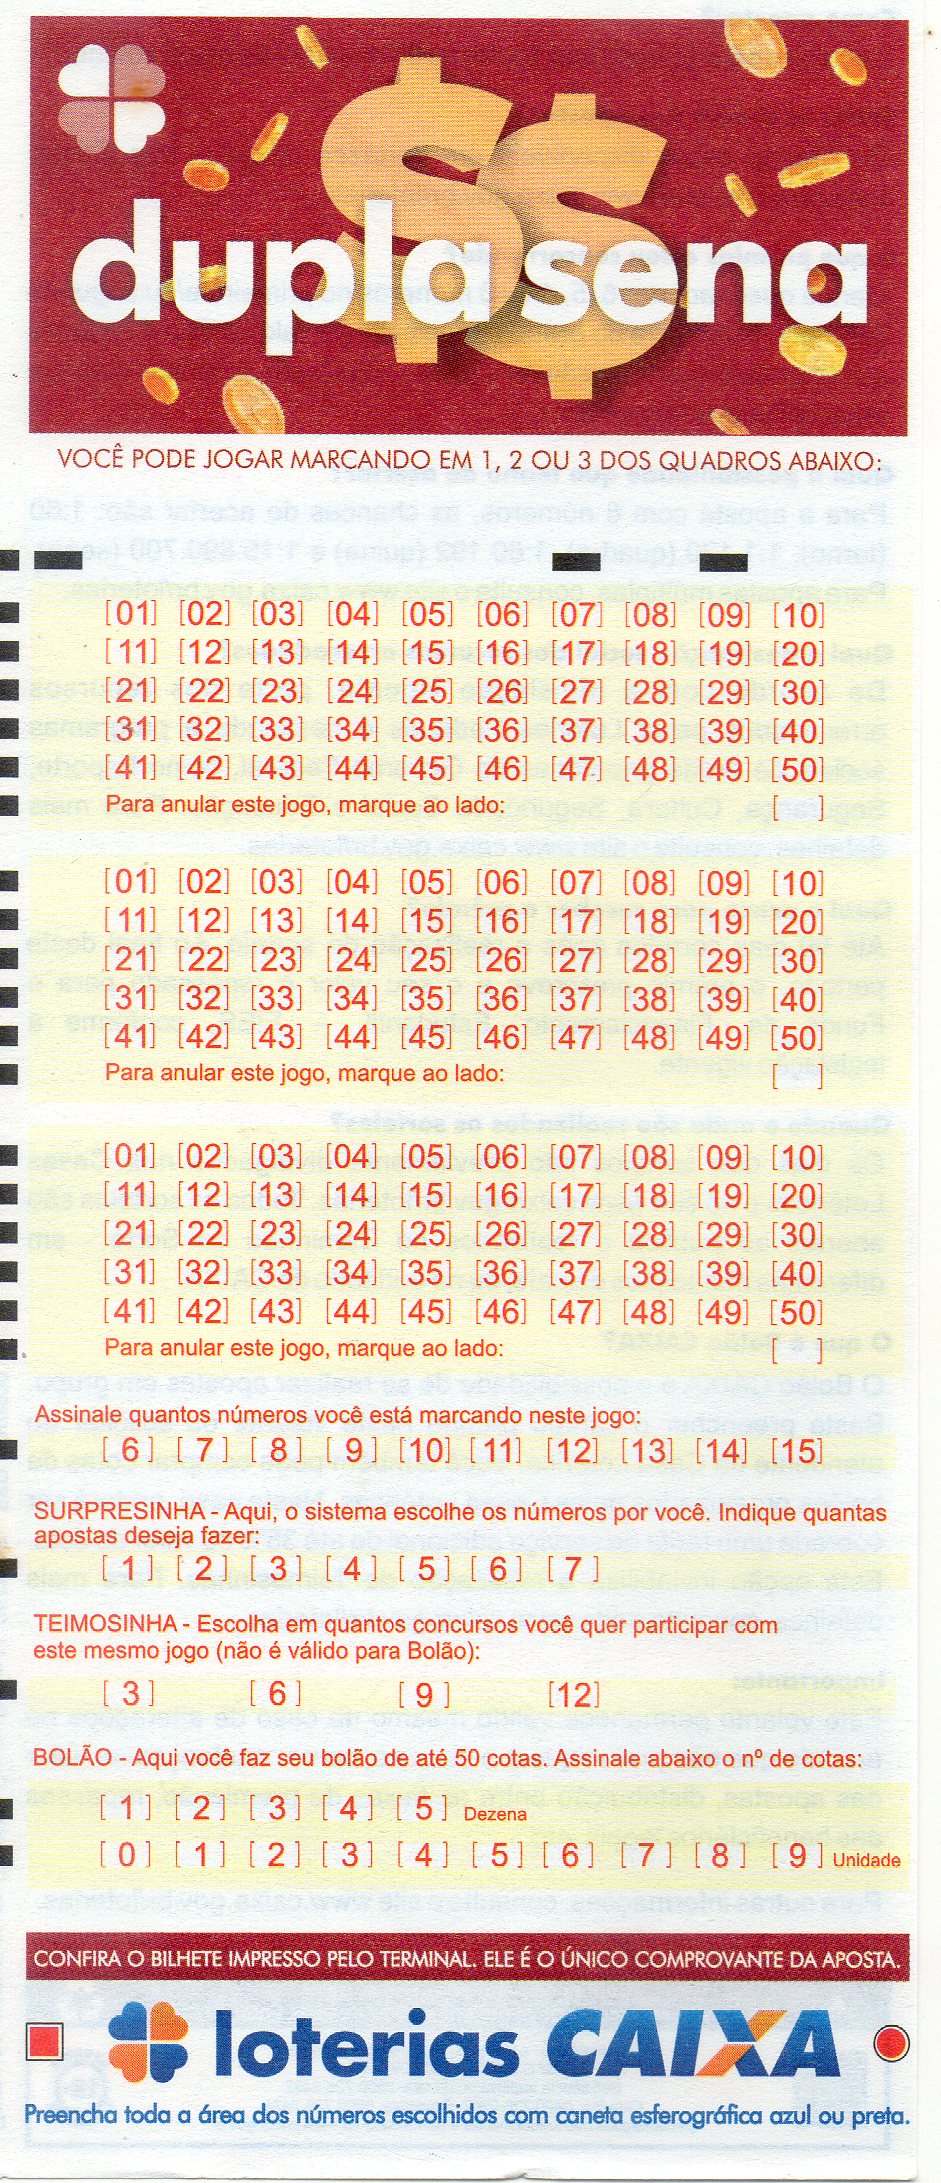 $$
dupla sena
VOCÊ PODE JOGAR MARCANDO EM 1, 2 OU 3 DOS QUADROS ABAIXO:
[01] [02] [03] [04] [05] [06] [07] [08] [09] [10]
[11] [12] [13] [14] [15] [16] [17] [18] [19] [20]
[21] [22] [23] [24] [25] [26] [27] [28] [29] [30]
[31] [32] [33] [34] [35] [36] [37] [38] [39] [40]
[41] [42] [43] [44] [45] [46] [47] [48] [49] [50]
Para anular este jogo, marque ao lado: [ ]
[01] [02] [03] [04] [05] [06] [07] [08] [09] [10]
[11] [12] [13] [14] [15] [16] [17] [18] [19] [20]
[21] [22] [23] [24] [25] [26] [27] [28] [29] [30]
[31] [32] [33] [34] [35] [36] [37] [38] [39] [40]
[41] [42] [43] [44] [45] [46] [47] [48] [49] [50]
Para anular este jogo, marque ao lado: [ ]
[01] [02] [03] [04] [05] [06] [07] [08] [09] [10]
[11] [12] [13] [14] [15] [16] [17] [18] [19] [20]
[21] [22] [23] [24] [25] [26] [27] [28] [29] [30]
[31] [32] [33] [34] [35] [36] [37] [38] [39] [40]
[41] [42] [43] [44] [45] [46] [47] [48] [49] [50]
Para anular este jogo, marque ao lado: [ ]
Assinale quantos números você está marcando neste jogo:
[ 6 ] [ 7 ] [ 8 ] [ 9 ] [10] [11] [12] [13] [14] [15]
SURPRESINHA - Aqui, o sistema escolhe os números por você. Indique quantas
apostas deseja fazer:
[ 1 ] [ 2 ] [ 3 ] [ 4 ] [ 5 ] [ 6 ] [ 7 ]
TEIMOSINHA - Escolha em quantos concursos você quer participar com
este mesmo jogo (não é válido para Bolão):
[ 3 ] [ 6 ] [ 9 ] [12]
BOLÃO - Aqui você faz seu bolão de até 50 cotas. Assinale abaixo o nº de cotas:
[ 1 ] [ 2 ] [ 3 ] [ 4 ] [ 5 ] Dezena
[ 0 ] [ 1 ] [ 2 ] [ 3 ] [ 4 ] [ 5 ] [ 6 ] [ 7 ] [ 8 ] [ 9 ] Unidade
CONFIRA O BILHETE IMPRESSO PELO TERMINAL. ELE É O ÚNICO COMPROVANTE DA APOSTA.
loterias CAIXA
Preencha toda a área dos números escolhidos com caneta esferográfica azul ou preta.